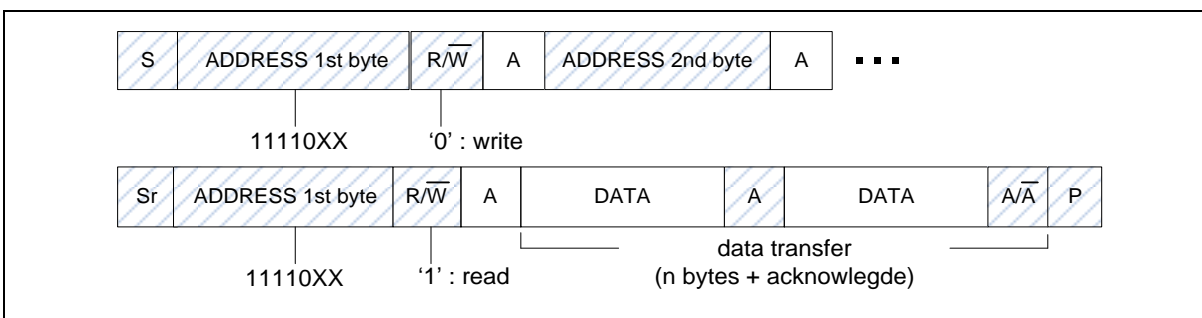 S ADDRESS 1st byte R/W̅ A ADDRESS 2nd byte A ▪ ▪ ▪
11110XX ‘0’ : write
Sr ADDRESS 1st byte R/W̅ A DATA A DATA A/A̅ P
data transfer
11110XX ‘1’ : read (n bytes + acknowlegde)